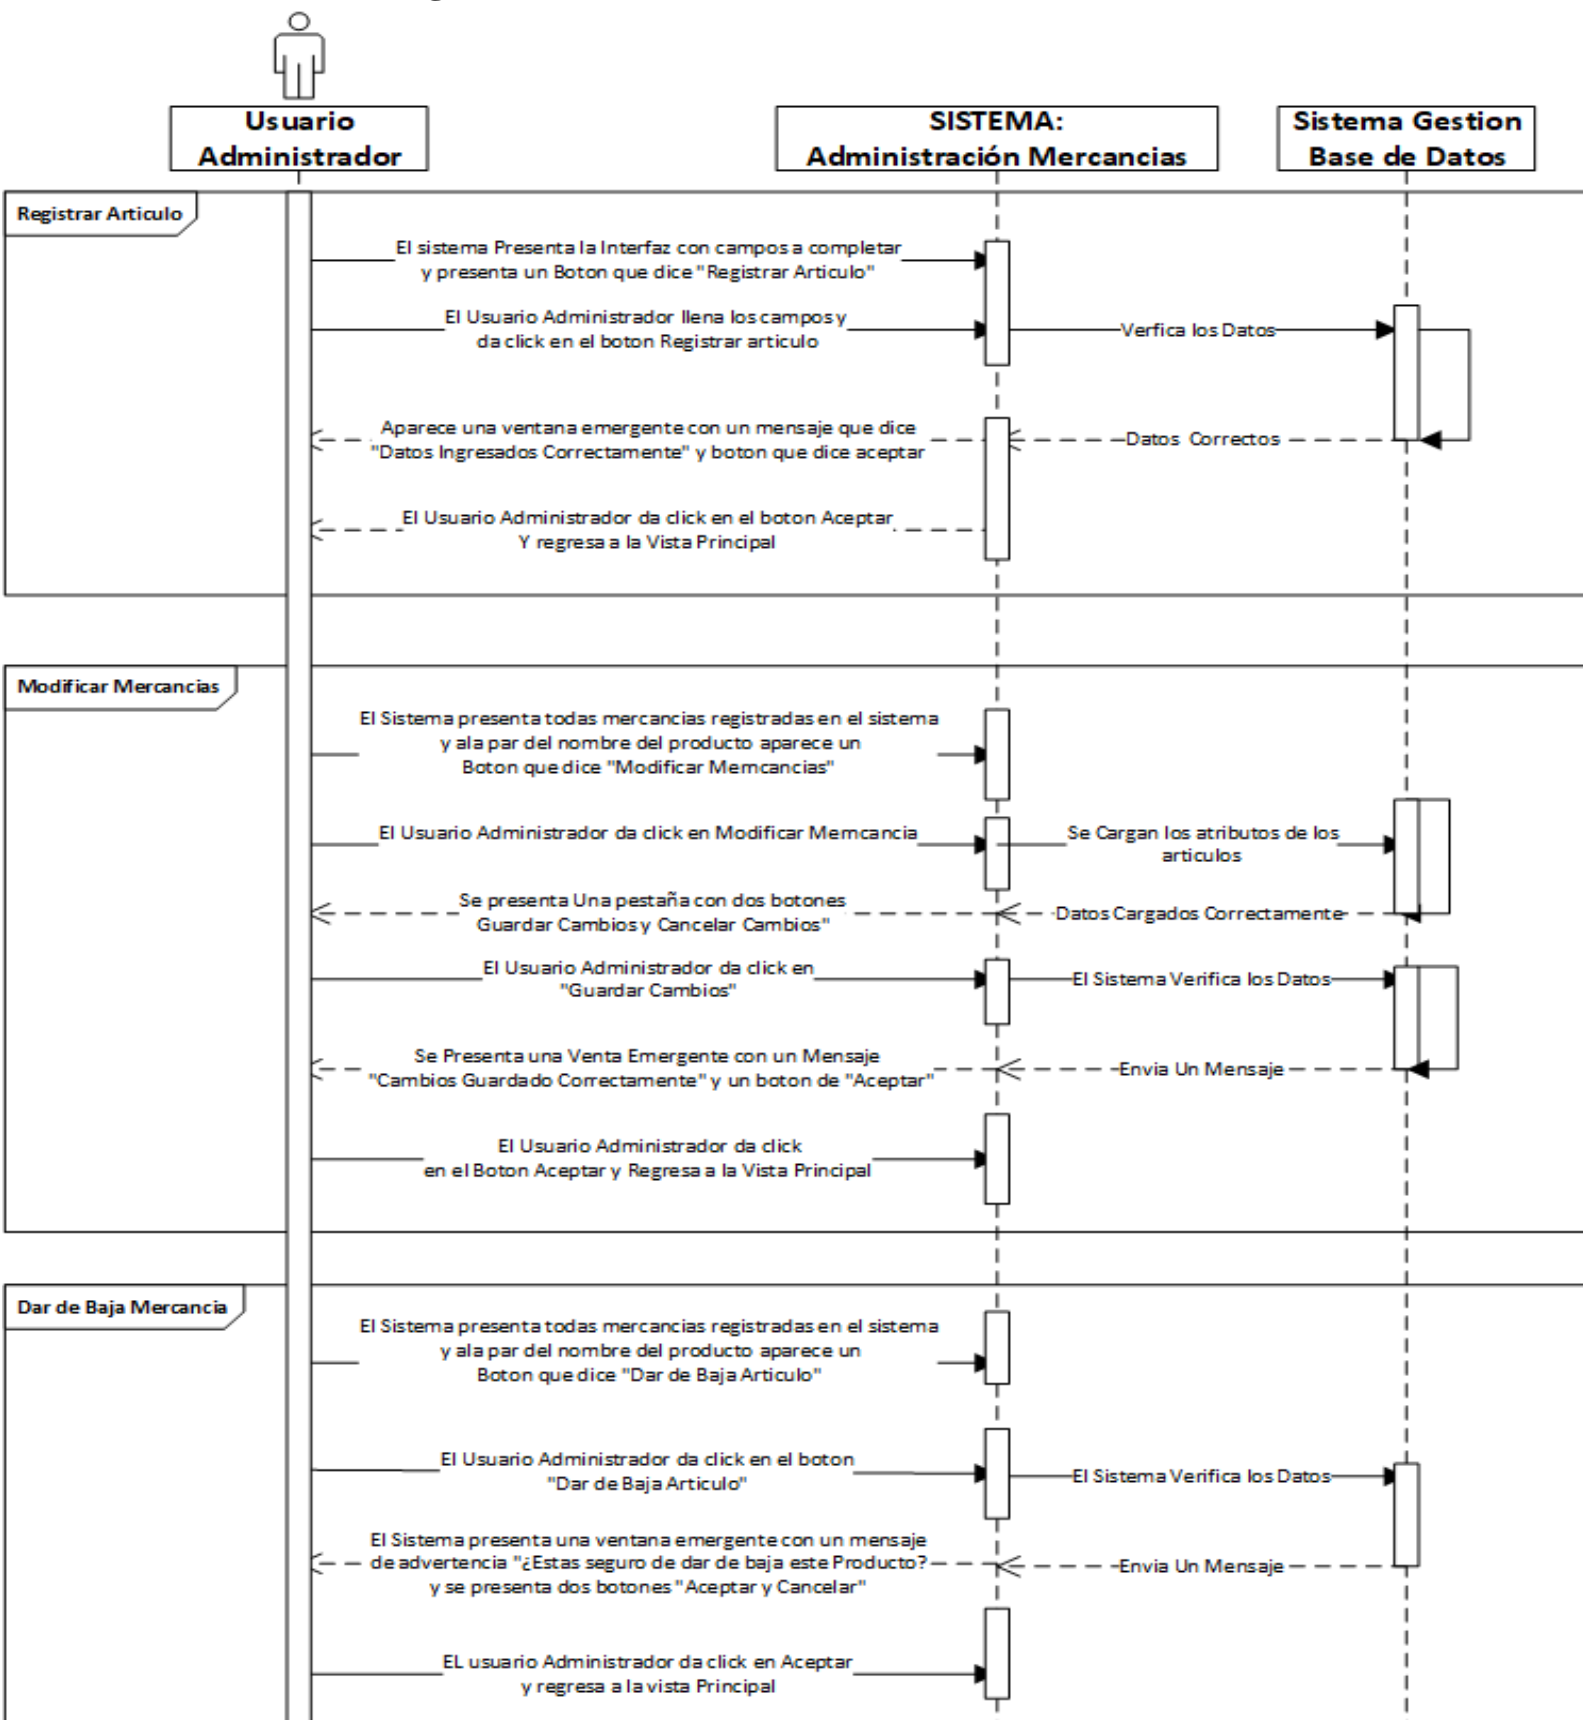 Usuario
Administrador
SISTEMA:
Administración Mercancias
Sistema Gestion
Base de Datos
Registrar Articulo
El sistema Presenta la Interfaz con campos a completar
y presenta un Boton que dice "Registrar Articulo"
El Usuario Administrador llena los campos y
da click en el boton Registrar articulo
Verfica los Datos
Aparece una ventana emergente con un mensaje que dice
"Datos Ingresados Correctamente" y boton que dice aceptar
Datos Correctos
El Usuario Administrador da click en el boton Aceptar
Y regresa a la Vista Principal
Modificar Mercancias
El Sistema presenta todas mercancias registradas en el sistema
y ala par del nombre del producto aparece un
Boton que dice "Modificar Memcancias"
El Usuario Administrador da click en Modificar Memcancia
Se Cargan los atributos de los
articulos
Se presenta Una pestaña con dos botones
Guardar Cambios y Cancelar Cambios"
Datos Cargados Correctamente
El Usuario Administrador da click en
"Guardar Cambios"
El Sistema Verifica los Datos
Se Presenta una Venta Emergente con un Mensaje
"Cambios Guardado Correctamente" y un boton de "Aceptar"
Envia Un Mensaje
El Usuario Administrador da click
en el Boton Aceptar y Regresa a la Vista Principal
Dar de Baja Mercancia
El Sistema presenta todas mercancias registradas en el sistema
y ala par del nombre del producto aparece un
Boton que dice "Dar de Baja Articulo"
El Usuario Administrador da click en el boton
"Dar de Baja Articulo"
El Sistema Verifica los Datos
El Sistema presenta una ventana emergente con un mensaje
de advertencia "¿Estas seguro de dar de baja este Producto?
y se presenta dos botones "Aceptar y Cancelar"
Envia Un Mensaje
EL usuario Administrador da click en Aceptar
y regresa a la vista Principal